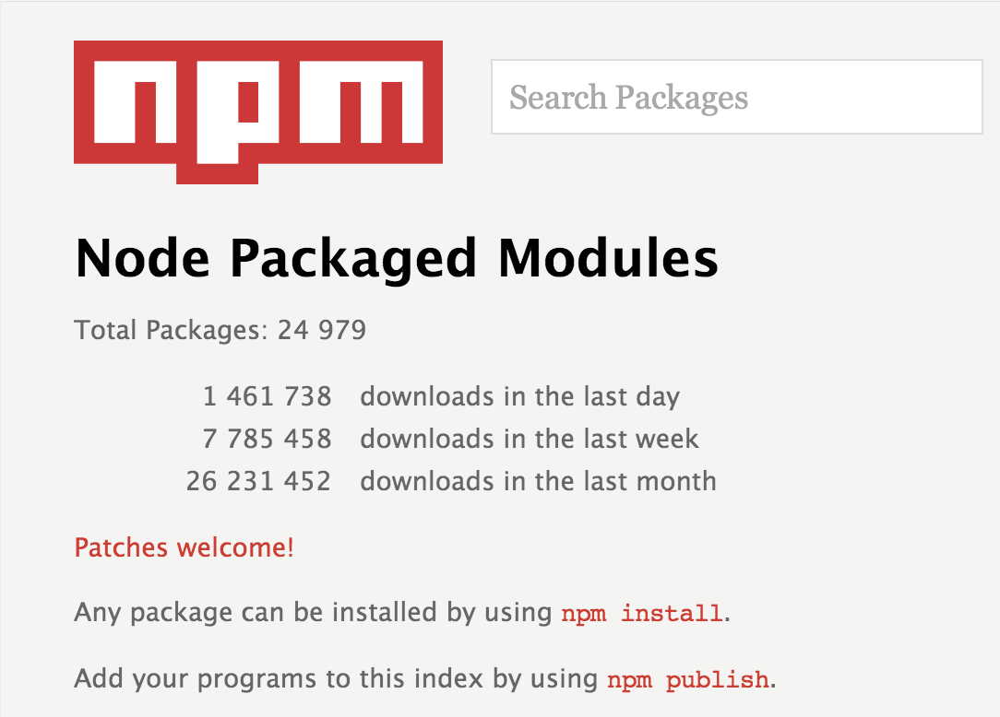 npm
Search Packages
Node Packaged Modules
Total Packages: 24 979
1 461 738 downloads in the last day
7 785 458 downloads in the last week
26 231 452 downloads in the last month
Patches welcome!
Any package can be installed by using npm install.
Add your programs to this index by using npm publish.